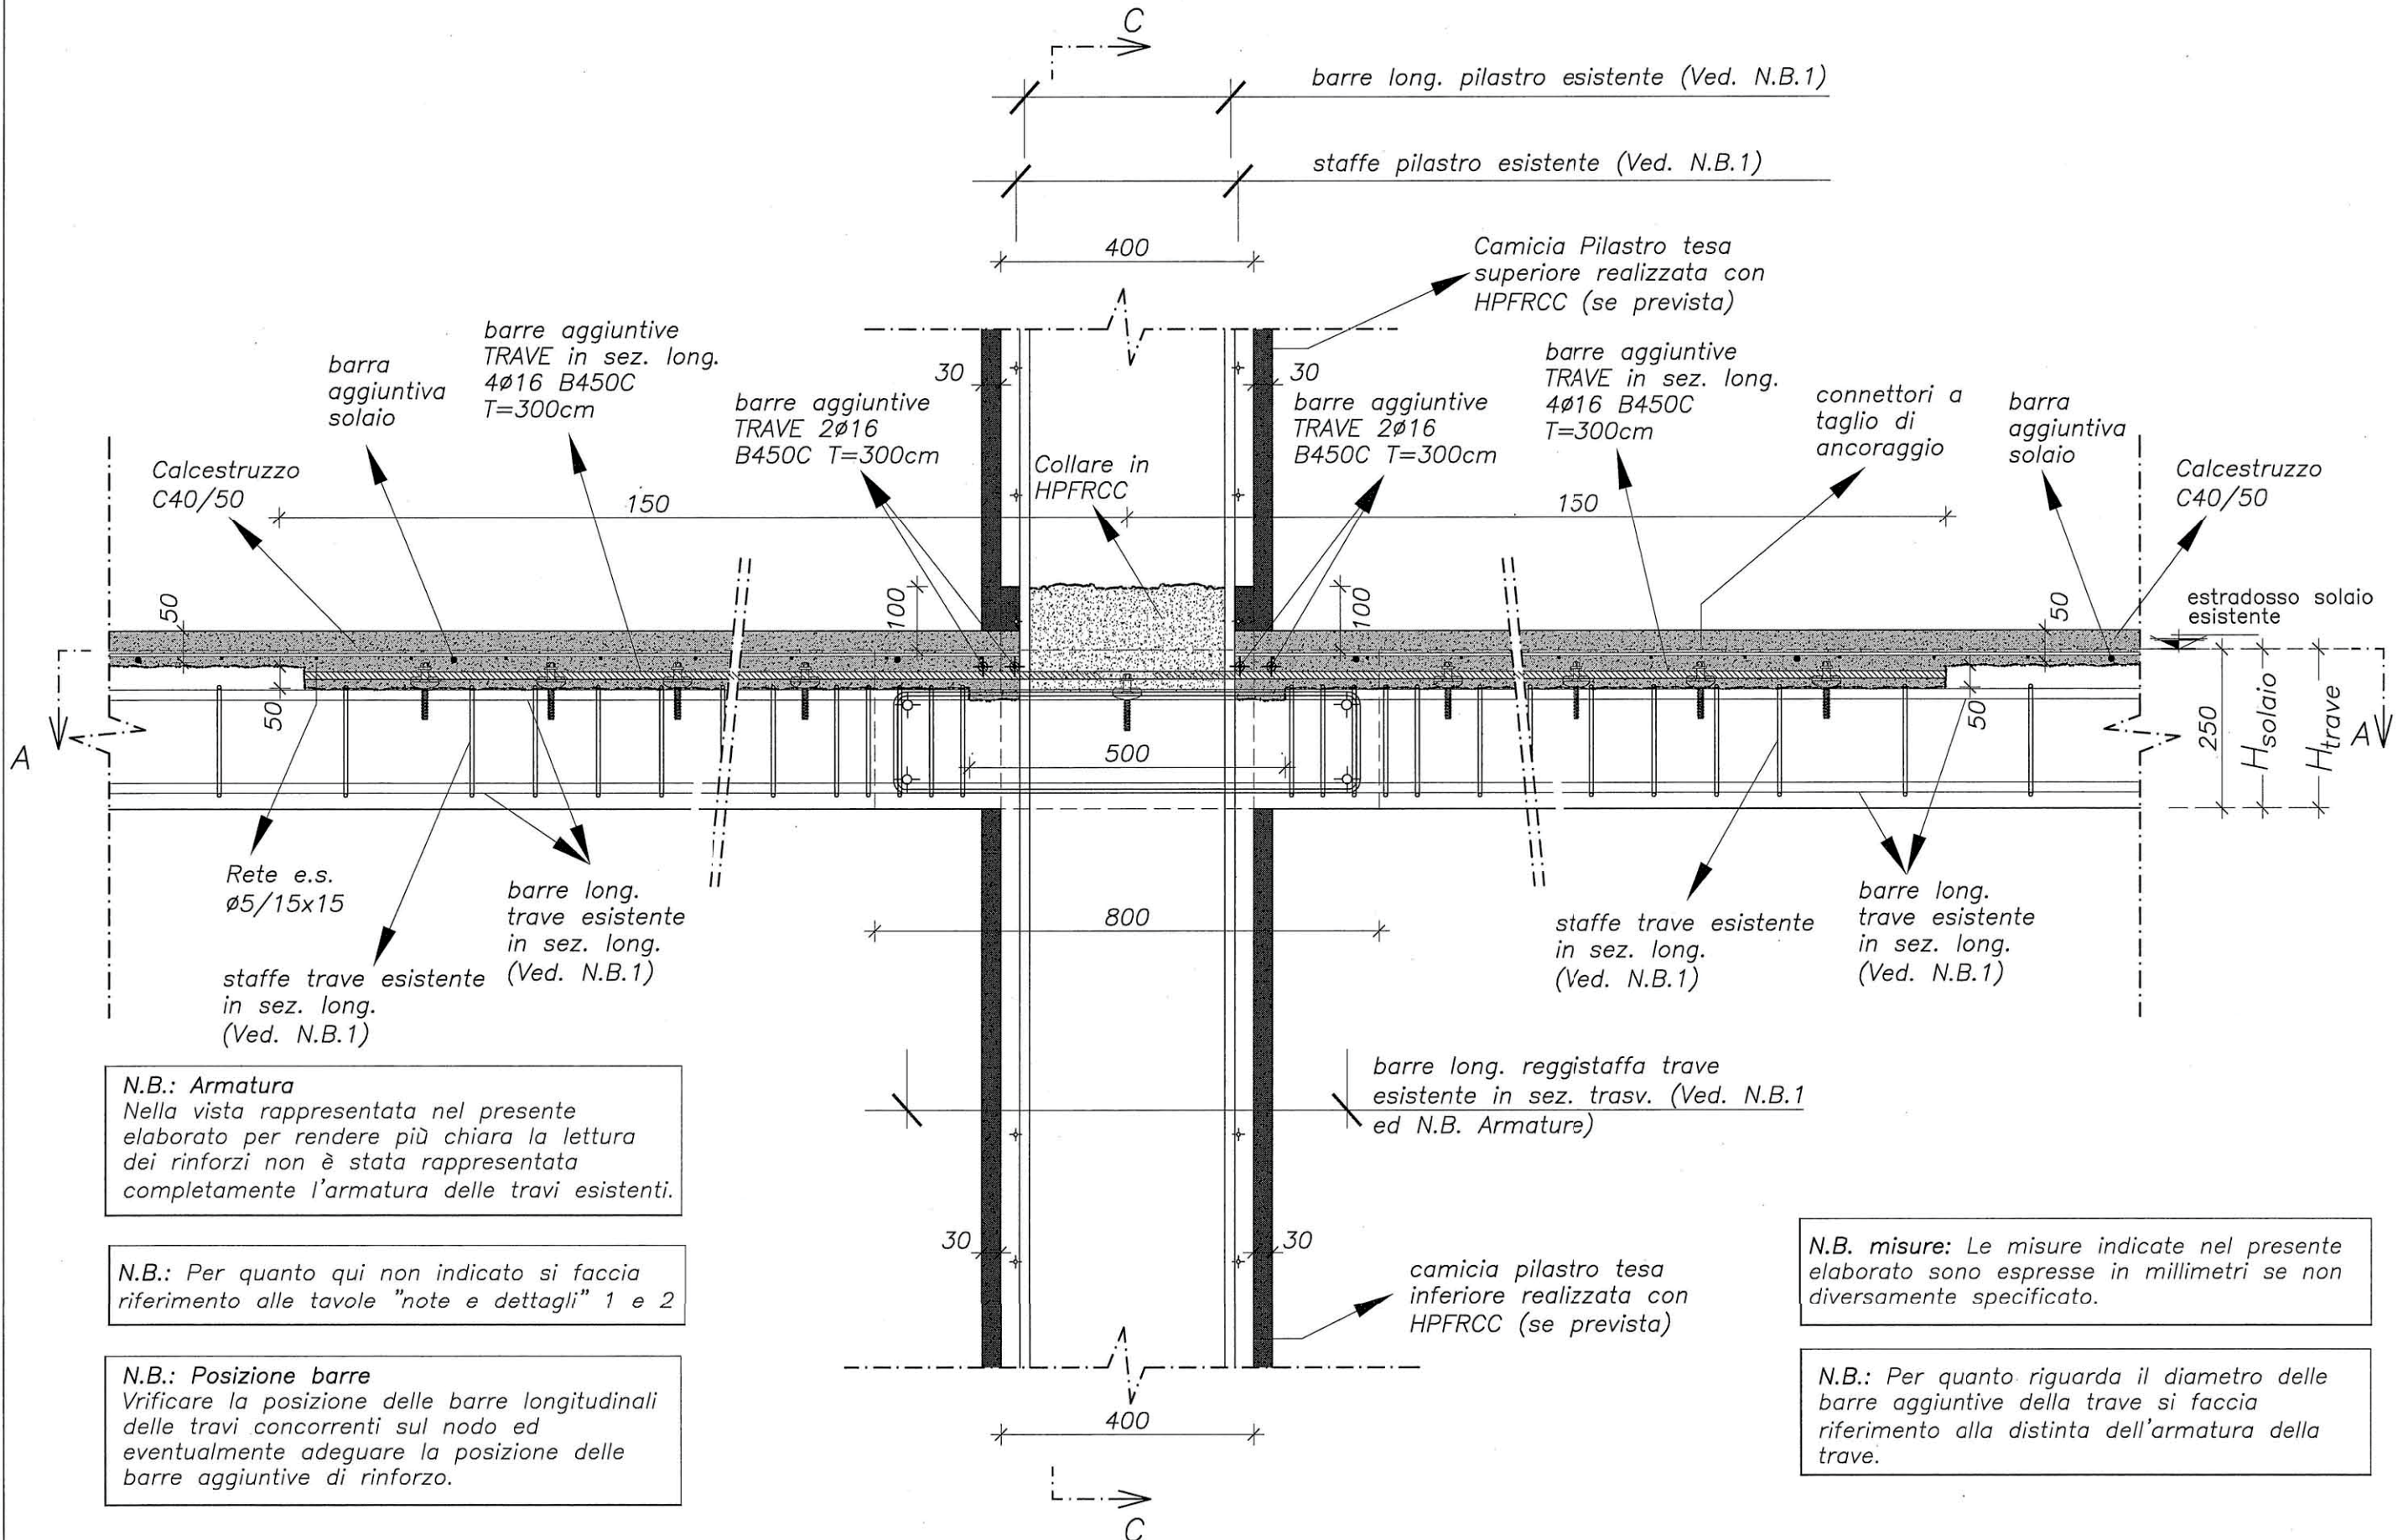 C
barre long. pilastro esistente (Ved. N.B.1)
staffe pilastro esistente (Ved. N.B.1)
400
Camicia Pilastro tesa
superiore realizzata con
HPFRCC (se prevista)
barra
aggiuntiva
solaio
barre aggiuntive
TRAVE in sez. long.
4ø16 B450C
T=300cm
30
30
barre aggiuntive
TRAVE 2ø16
B450C T=300cm
barre aggiuntive
TRAVE 2ø16
B450C T=300cm
barre aggiuntive
TRAVE in sez. long.
4ø16 B450C
T=300cm
connettori a
taglio di
ancoraggio
barra
aggiuntiva
solaio
Calcestruzzo
C40/50
Collare in
HPFRCC
Calcestruzzo
C40/50
150
150
50
100
100
50
estradosso solaio
esistente
50
50
500
250
Hsolaio
Htrave
A
A
Rete e.s.
ø5/15x15
barre long.
trave esistente
in sez. long.
(Ved. N.B.1)
800
staffe trave esistente
in sez. long.
(Ved. N.B.1)
barre long.
trave esistente
in sez. long.
(Ved. N.B.1)
staffe trave esistente
in sez. long.
(Ved. N.B.1)
barre long. reggistaffa trave
esistente in sez. trasv. (Ved. N.B.1
ed N.B. Armature)
N.B.: Armatura
Nella vista rappresentata nel presente
elaborato per rendere più chiara la lettura
dei rinforzi non è stata rappresentata
completamente l'armatura delle travi esistenti.
N.B.: Per quanto qui non indicato si faccia
riferimento alle tavole "note e dettagli" 1 e 2
N.B.: Posizione barre
Vrificare la posizione delle barre longitudinali
delle travi concorrenti sul nodo ed
eventualmente adeguare la posizione delle
barre aggiuntive di rinforzo.
30
30
camicia pilastro tesa
inferiore realizzata con
HPFRCC (se prevista)
400
C
N.B. misure: Le misure indicate nel presente
elaborato sono espresse in millimetri se non
diversamente specificato.
N.B.: Per quanto riguarda il diametro delle
barre aggiuntive della trave si faccia
riferimento alla distinta dell'armatura della
trave.